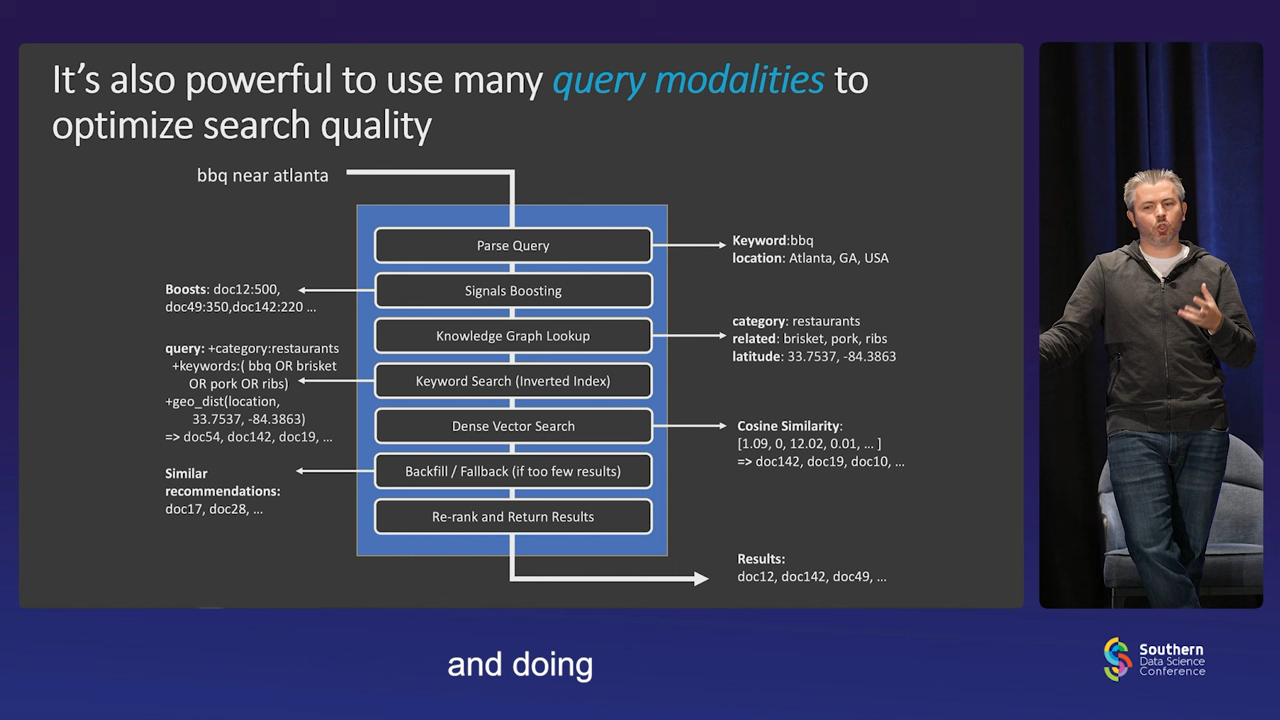 It's also powerful to use many query modalities to
optimize search quality
bbq near atlanta
Parse Query
Keyword:bbq
location: Atlanta, GA, USA
Signals Boosting
Boosts: doc12:500,
doc49:350,doc142:220 ...
Knowledge Graph Lookup
category: restaurants
related: brisket, pork, ribs
latitude: 33.7537, -84.3863
Keyword Search (Inverted Index)
query: +category:restaurants
+keywords:( bbq OR brisket
OR pork OR ribs)
+geo_dist(location,
33.7537, -84.3863)
=> doc54, doc142, doc19, ...
Dense Vector Search
Cosine Similarity:
[1.09, 0, 12.02, 0.01, ... ]
=> doc142, doc19, doc10, ...
Backfill / Fallback (if too few results)
Similar
recommendations:
doc17, doc28, ...
Re-rank and Return Results
Results:
doc12, doc142, doc49, ...
and doing
Southern
Data Science
Conference